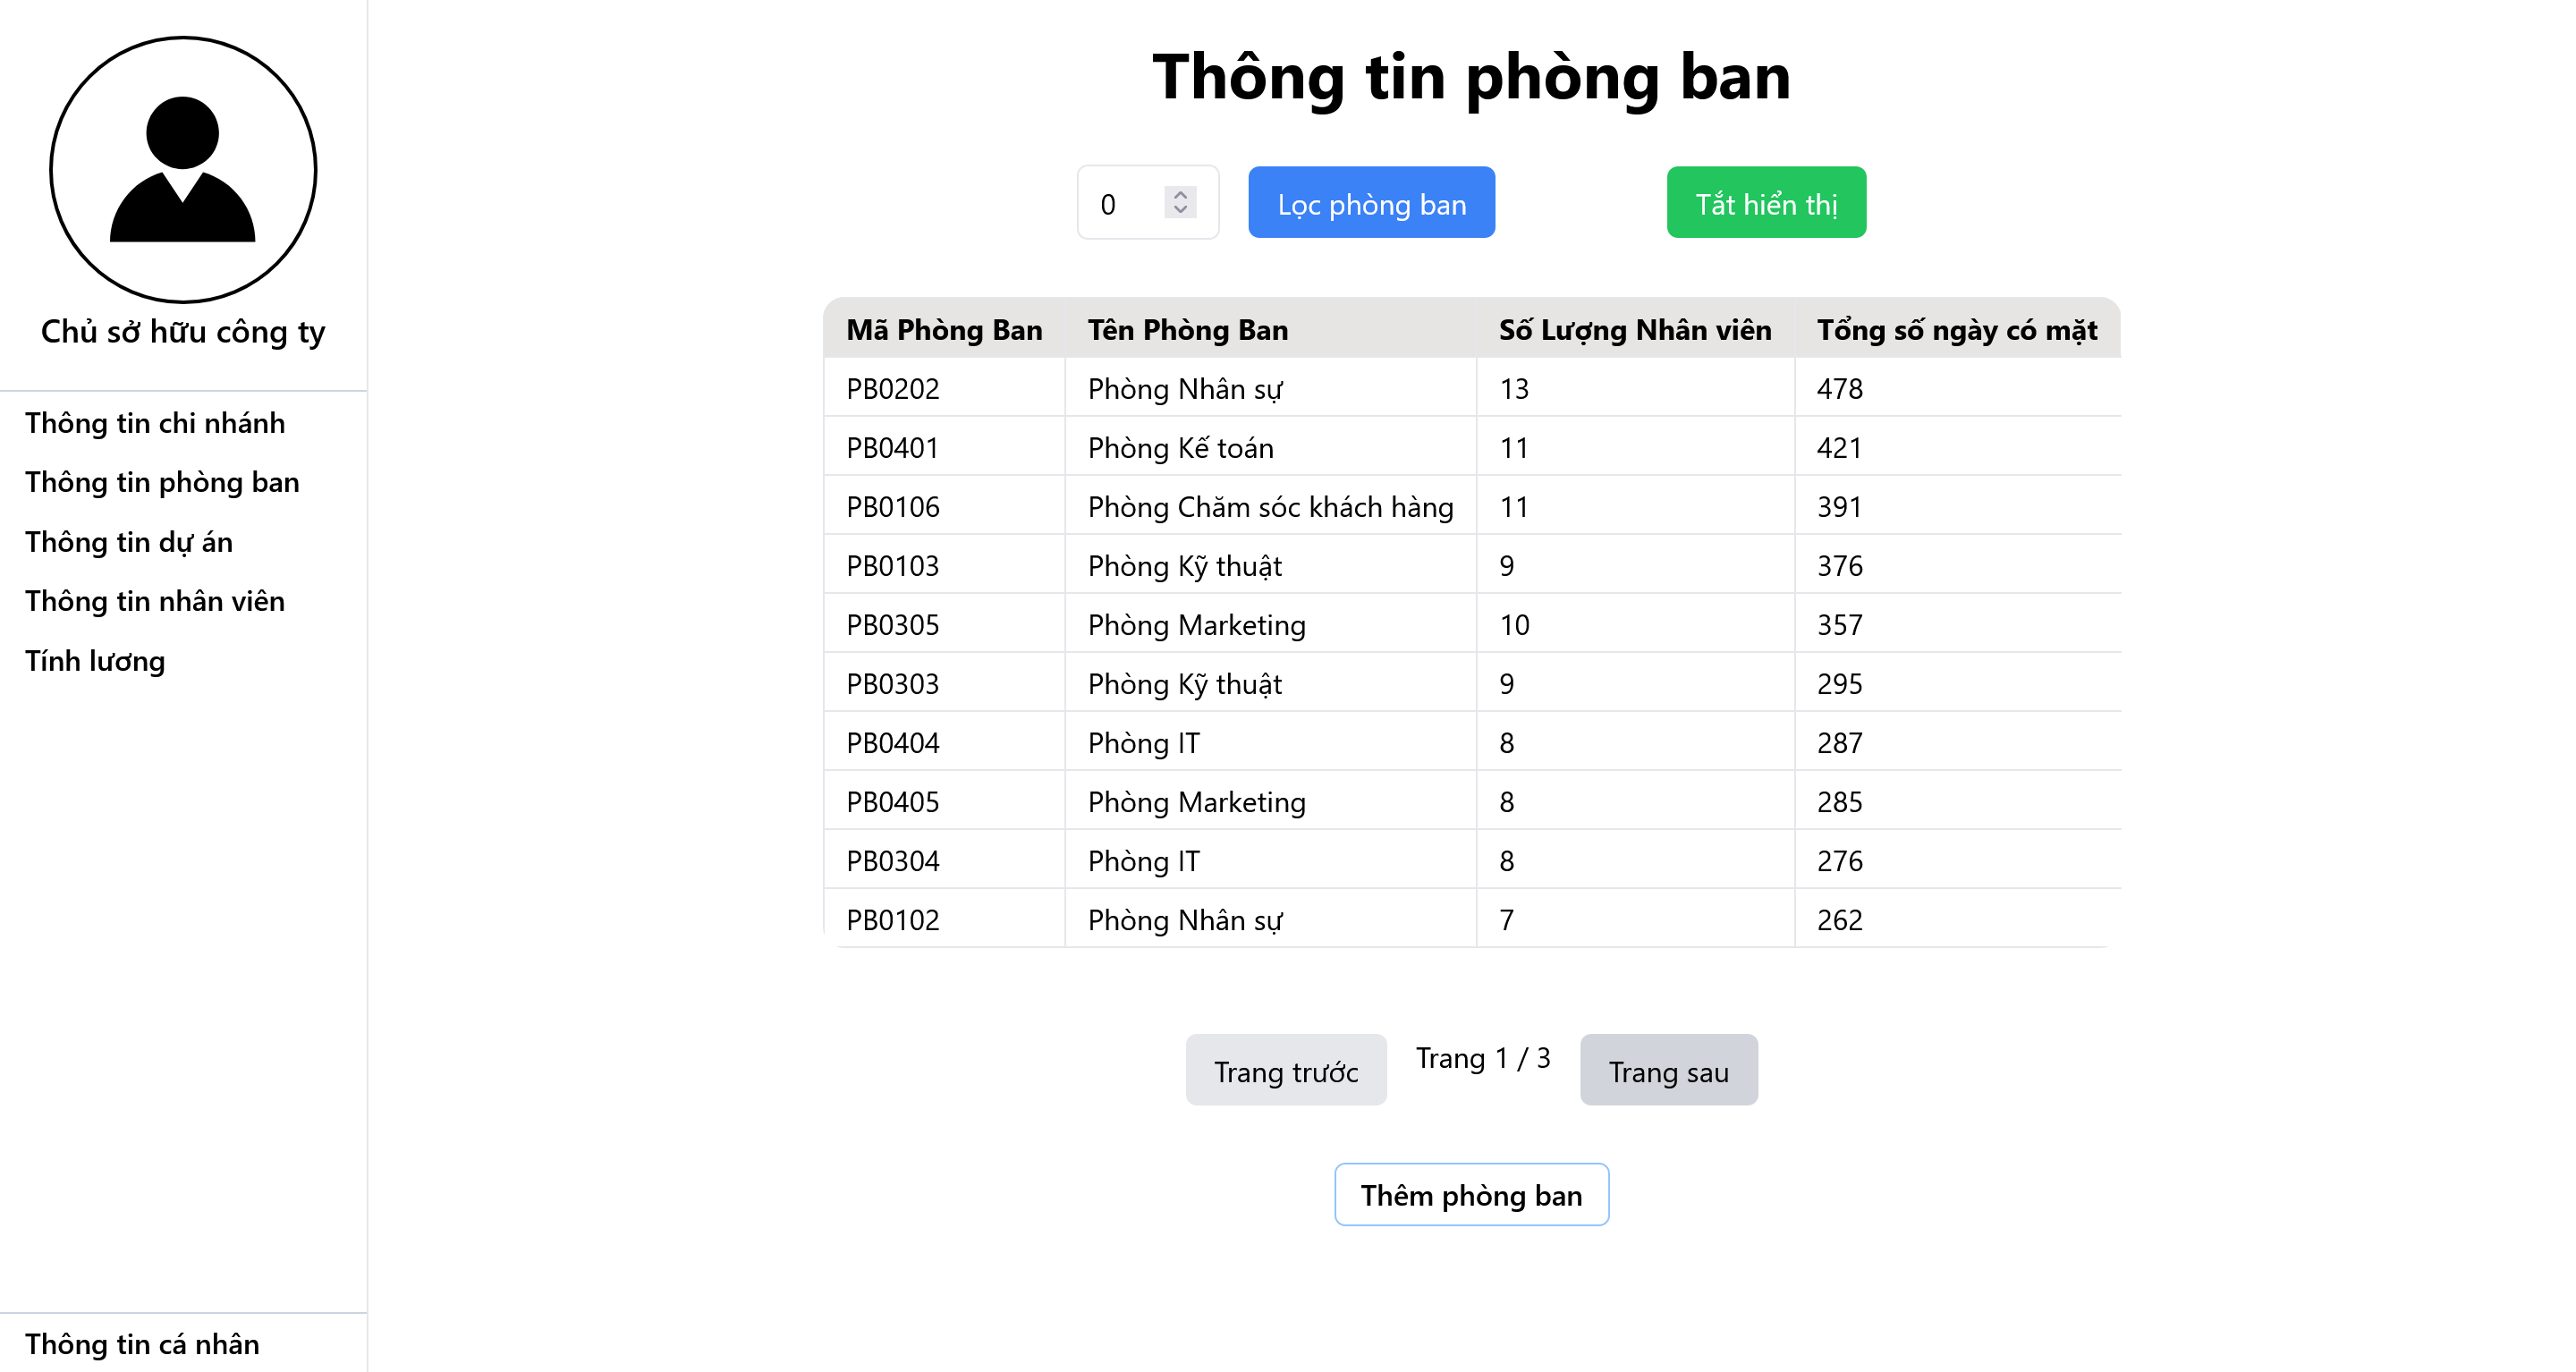 Chủ sở hữu công ty
Thông tin chi nhánh
Thông tin phòng ban
Thông tin dự án
Thông tin nhân viên
Tính lương
Thông tin cá nhân
Thông tin phòng ban
0 Lọc phòng ban Tắt hiển thị
Mã Phòng Ban Tên Phòng Ban Số Lượng Nhân viên Tổng số ngày có mặt
PB0202 Phòng Nhân sự 13 478
PB0401 Phòng Kế toán 11 421
PB0106 Phòng Chăm sóc khách hàng 11 391
PB0103 Phòng Kỹ thuật 9 376
PB0305 Phòng Marketing 10 357
PB0303 Phòng Kỹ thuật 9 295
PB0404 Phòng IT 8 287
PB0405 Phòng Marketing 8 285
PB0304 Phòng IT 8 276
PB0102 Phòng Nhân sự 7 262
Trang trước Trang 1 / 3 Trang sau
Thêm phòng ban